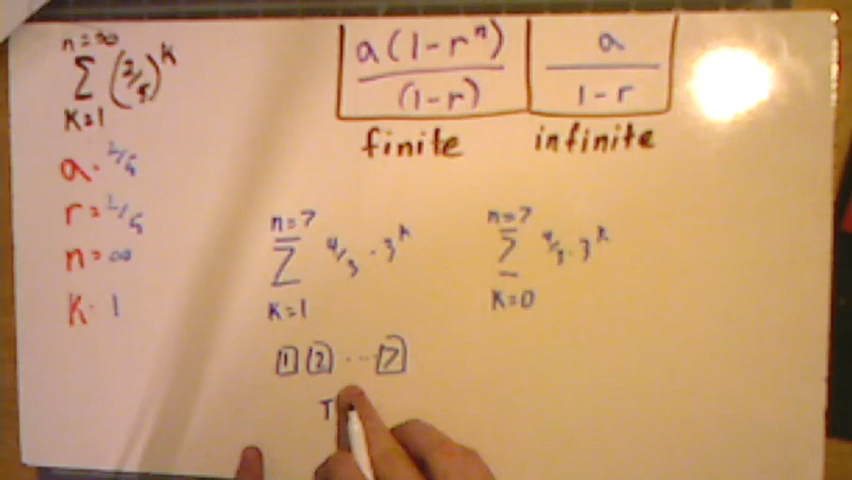 n=∞
∑ (2/5)^k
K=1
a = 2/5
r = 2/5
n = ∞
K = 1
a(1-r^n)
(1-r)
finite
a
1-r
infinite
n=7
∑ 4/3 · 3^k
K=1
n=7
∑ 4/3 · 3^k
K=0
1 2 ... 7
T